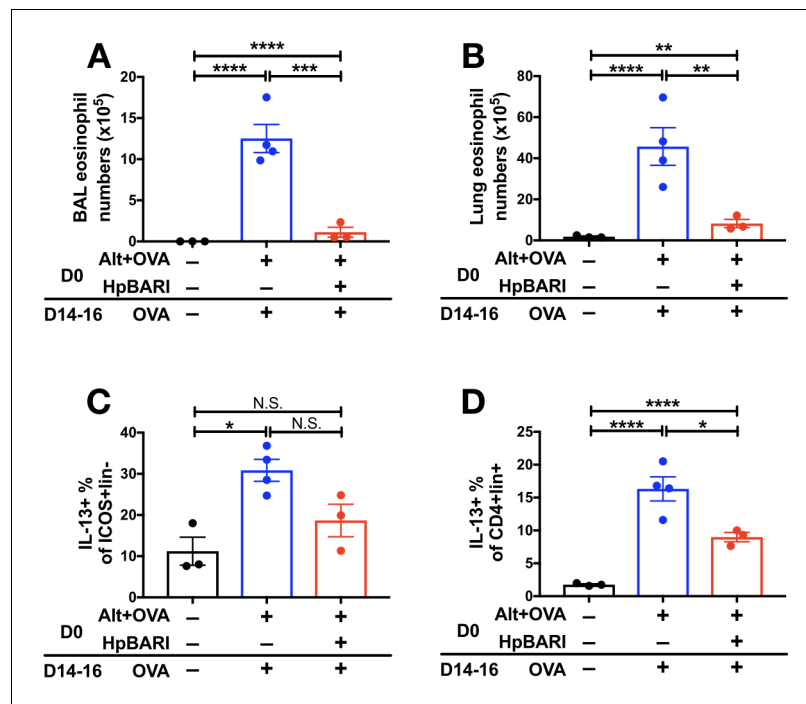 A
****
****
***
BAL eosinophil
numbers (x10⁵)
20
15
10
5
0
Alt+OVA – + +
D0
HpBARI – – +
D14-16 OVA – + +
B
**
****
**
Lung eosinophil
numbers (x10⁵)
80
60
40
20
0
Alt+OVA – + +
D0
HpBARI – – +
D14-16 OVA – + +
C
N.S.
*
N.S.
IL-13+ %
of ICOS+lin-
40
30
20
10
0
Alt+OVA – + +
D0
HpBARI – – +
D14-16 OVA – + +
D
****
****
*
IL-13+ %
of CD4+lin+
25
20
15
10
5
0
Alt+OVA – + +
D0
HpBARI – – +
D14-16 OVA – + +